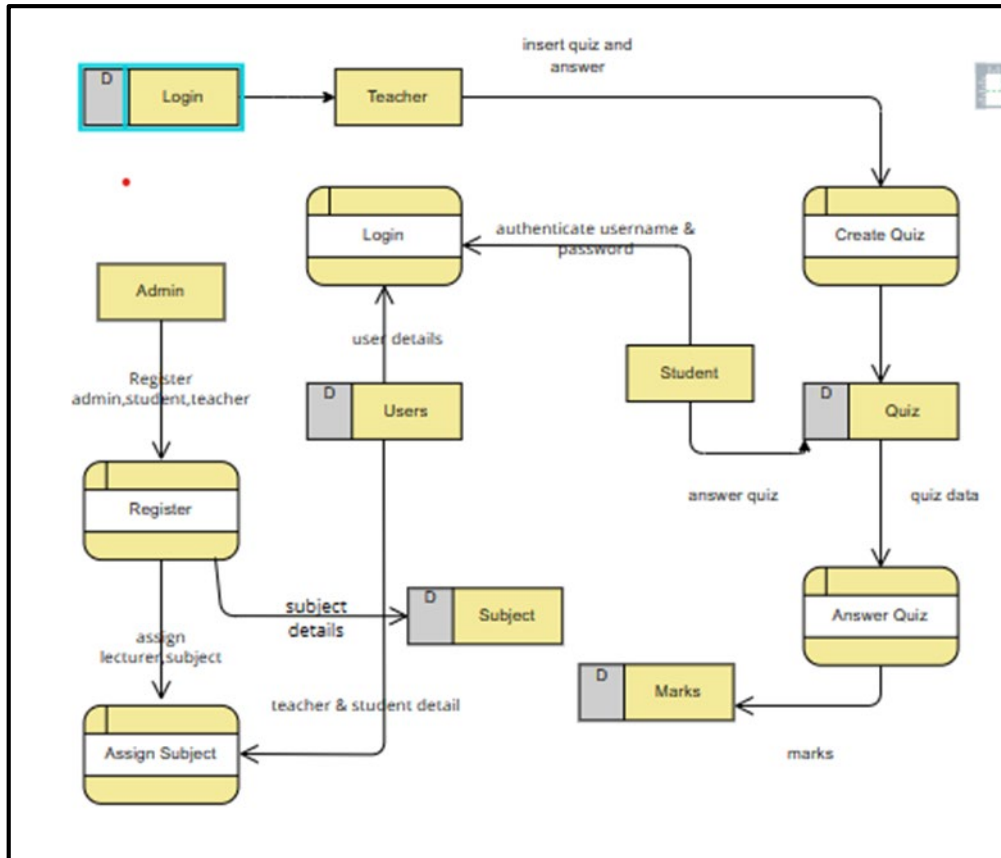 insert quiz and
answer
D
Login
Teacher
Login
authenticate username &
password
Create Quiz
Admin
user details
Student
Register
admin,student,teacher
D
Users
D
Quiz
answer quiz
quiz data
Register
D
Subject
subject
details
Answer Quiz
assign
lecturer,subject
D
Marks
teacher & student detail
Assign Subject
marks